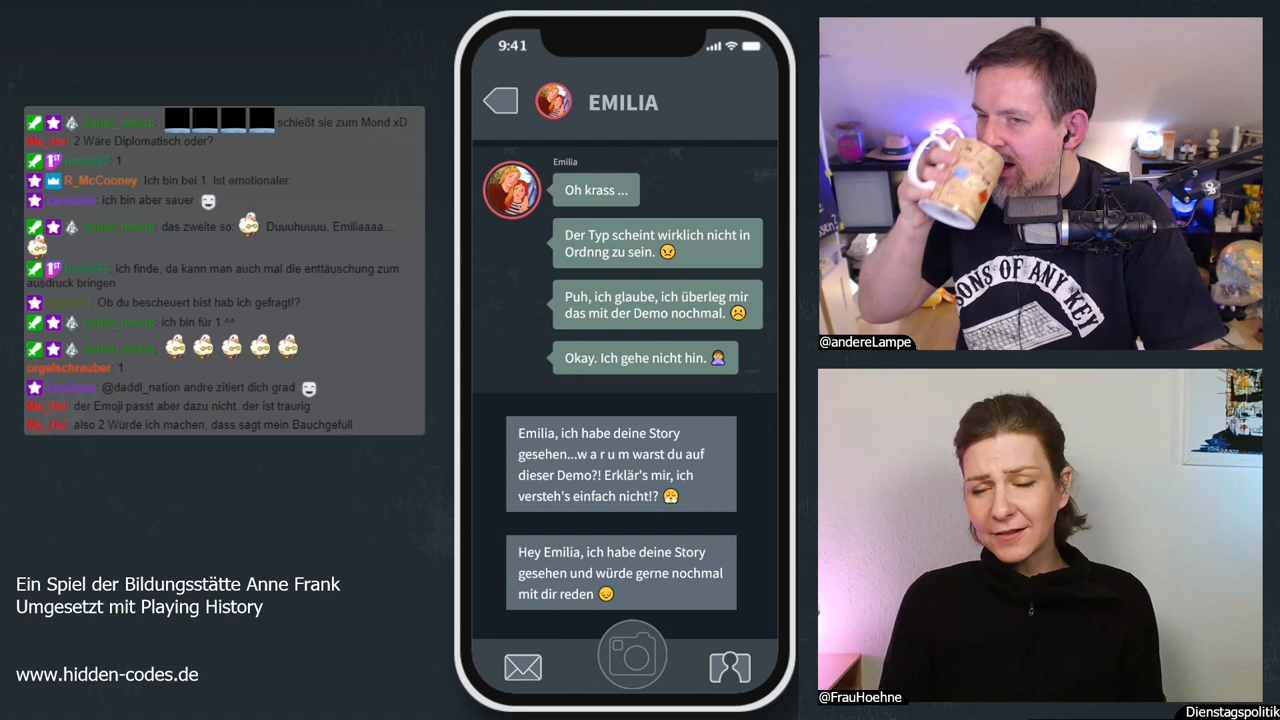 schießt sie zum Mond xD
2 Wäre Diplomatisch oder?
1
R_McCooney Ich bin bei 1. Ist emotionaler.
ich bin aber sauer
das zweite so: Duuuhuuuu. Emiliaaaa....
ich finde, da kann man auch mal die enttäuschung zum
ausdruck bringen
Ob du bescheuert bist hab ich gefragt!?
ich bin für 1 ^^
orgelschrauber: 1
@daddl_nation andre zitiert dich grad
der Emoji passt aber dazu nicht, der ist traurig
also 2 Würde ich machen, dass sagt mein Bauchgefüll
Ein Spiel der Bildungsstätte Anne Frank
Umgesetzt mit Playing History
www.hidden-codes.de
9:41
EMILIA
Emilia
Oh krass ...
Der Typ scheint wirklich nicht in
Ordnng zu sein.
Puh, ich glaube, ich überleg mir
das mit der Demo nochmal.
Okay. Ich gehe nicht hin.
Emilia, ich habe deine Story
gesehen...w a r u m warst du auf
dieser Demo?! Erklär's mir, ich
versteh's einfach nicht!?
Hey Emilia, ich habe deine Story
gesehen und würde gerne nochmal
mit dir reden
SONS OF ANY KEY
@andereLampe
@FrauHoehne
Dienstagspolitik